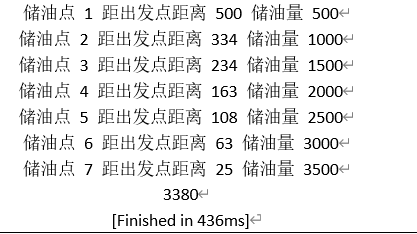 储油点 1 距出发点距离 500 储油量 500
储油点 2 距出发点距离 334 储油量 1000
储油点 3 距出发点距离 234 储油量 1500
储油点 4 距出发点距离 163 储油量 2000
储油点 5 距出发点距离 108 储油量 2500
储油点 6 距出发点距离 63 储油量 3000
储油点 7 距出发点距离 25 储油量 3500
3380
[Finished in 436ms]